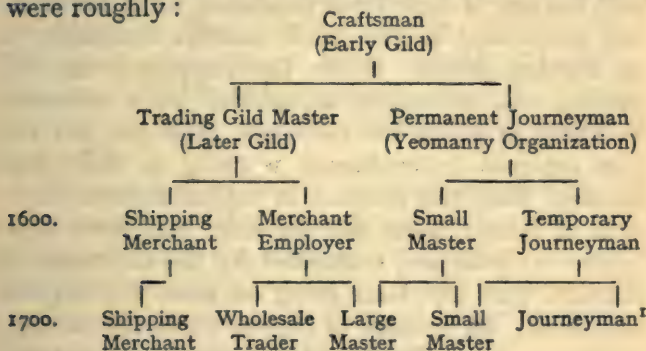 were roughly :
Craftsman
(Early Gild)
Trading Gild Master Permanent Journeyman
(Later Gild) (Yeomanry Organization)
1600. Shipping Merchant Small Temporary
Merchant Employer Master Journeyman
1700. Shipping Wholesale Large Small Journeyman¹
Merchant Trader Master Master